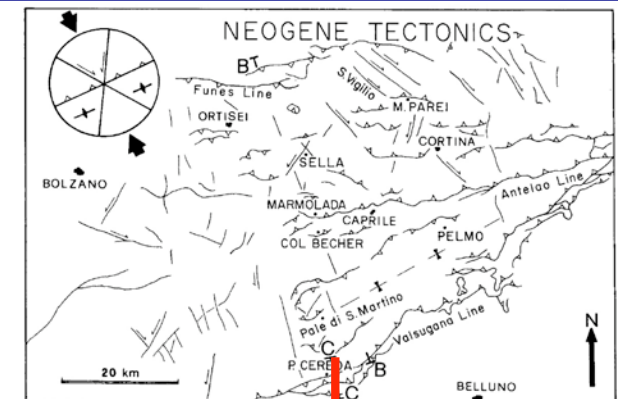 NEOGENE TECTONICS
BT
Funes Line
S. Vigilio
M. PAREI
ORTISEI
CORTINA
SELLA
BOLZANO
Antelao Line
MARMOLADA
CAPRILE
COL BECHER
PELMO
Pale di S. Martino
Valsugana Line
N
C
P. CEREDA
B
20 km
C
BELLUNO